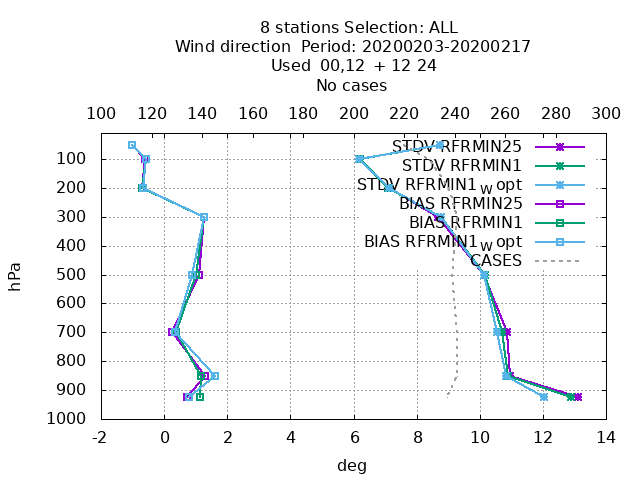 8 stations Selection: ALL
Wind direction  Period: 20200203-20200217
Used  00,12  + 12 24
No cases
100 120 140 160 180 200 220 240 260 280 300
STDV RFRMIN25
STDV RFRMIN1
STDV RFRMIN1_w opt
BIAS RFRMIN25
BIAS RFRMIN1
BIAS RFRMIN1_w opt
CASES
hPa
100
200
300
400
500
600
700
800
900
1000
-2 0 2 4 6 8 10 12 14
deg